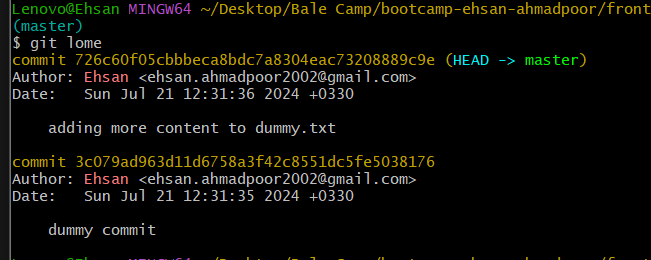 Lenovo@Ehsan MINGW64 ~/Desktop/Bale Camp/bootcamp-ehsan-ahmadpoor/front
(master)
$ git lome
commit 726c60f05cbbbeca8bdc7a8304eac73208889c9e (HEAD -> master)
Author: Ehsan <ehsan.ahmadpoor2002@gmail.com>
Date:   Sun Jul 21 12:31:36 2024 +0330
    adding more content to dummy.txt
commit 3c079ad963d11d6758a3f42c8551dc5fe5038176
Author: Ehsan <ehsan.ahmadpoor2002@gmail.com>
Date:   Sun Jul 21 12:31:35 2024 +0330
    dummy commit